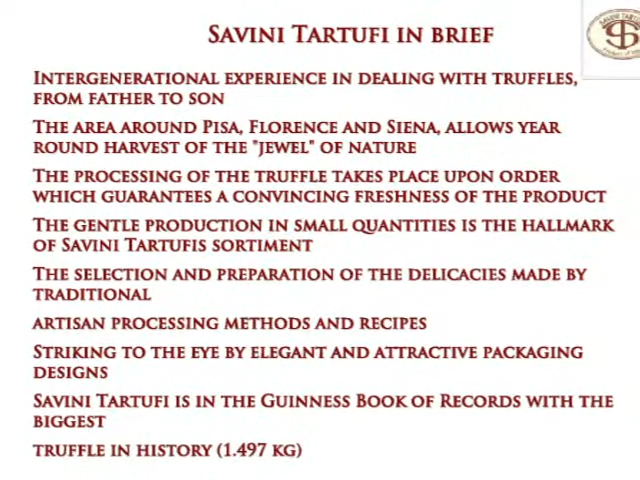 SAVINI TARTUFI IN BRIEF
INTERGENERATIONAL EXPERIENCE IN DEALING WITH TRUFFLES,
FROM FATHER TO SON
THE AREA AROUND PISA, FLORENCE AND SIENA, ALLOWS YEAR
ROUND HARVEST OF THE "JEWEL" OF NATURE
THE PROCESSING OF THE TRUFFLE TAKES PLACE UPON ORDER
WHICH GUARANTEES A CONVINCING FRESHNESS OF THE PRODUCT
THE GENTLE PRODUCTION IN SMALL QUANTITIES IS THE HALLMARK
OF SAVINI TARTUFIS SORTIMENT
THE SELECTION AND PREPARATION OF THE DELICACIES MADE BY
TRADITIONAL
ARTISAN PROCESSING METHODS AND RECIPES
STRIKING TO THE EYE BY ELEGANT AND ATTRACTIVE PACKAGING
DESIGNS
SAVINI TARTUFI IS IN THE GUINNESS BOOK OF RECORDS WITH THE
BIGGEST
TRUFFLE IN HISTORY (1.497 KG)